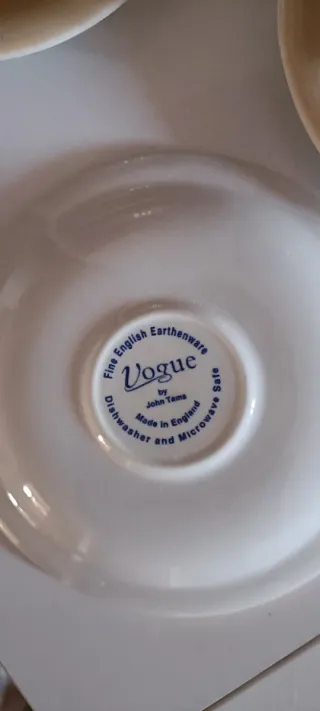 Fine English Earthenware
Vogue
by
John Tams
Made in England
Dishwasher and Microwave Safe